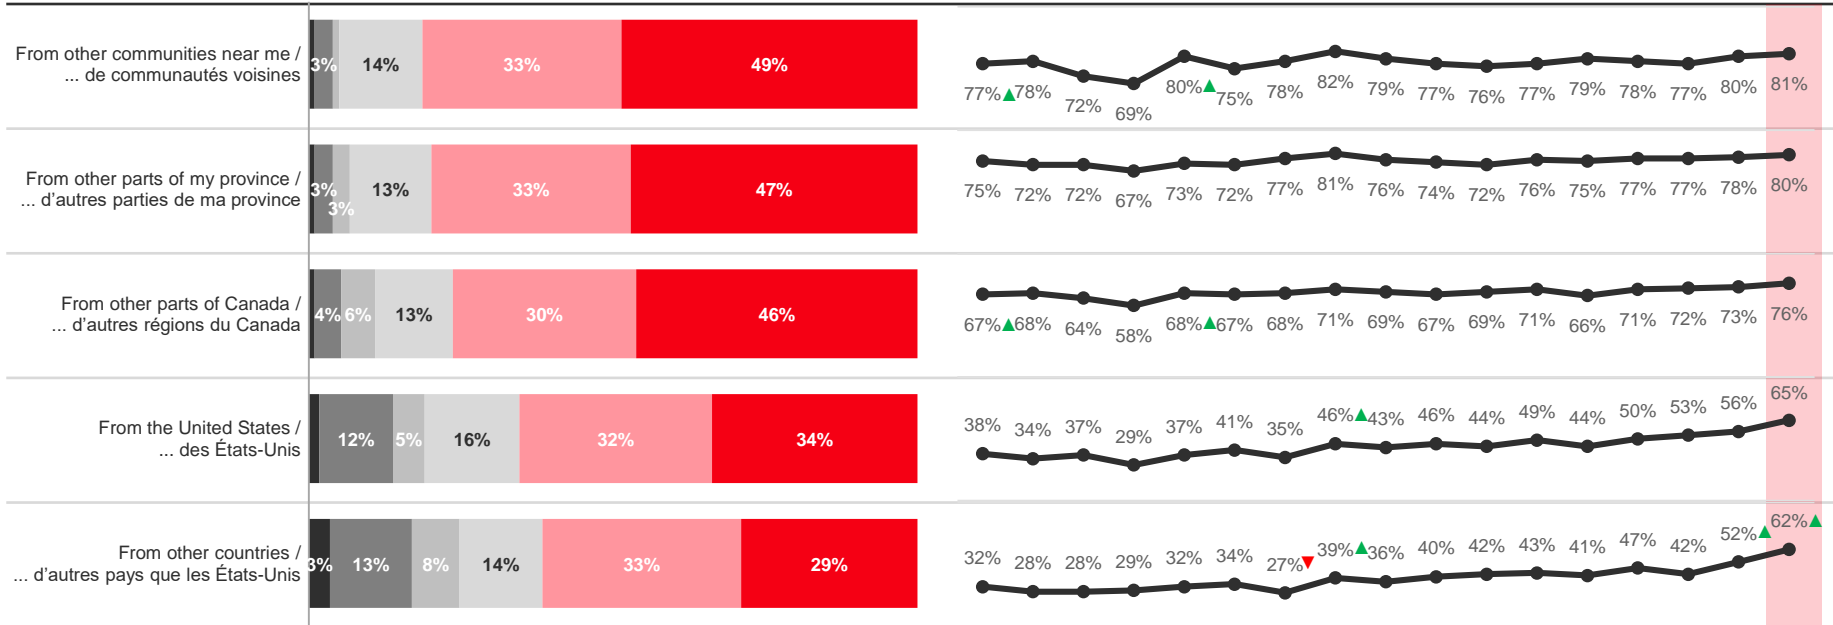 From other communities near me /
... de communautés voisines
3% 14% 33% 49%
77% 78% 72% 69% 80% 75% 78% 82% 79% 77% 76% 77% 79% 78% 77% 80% 81%
From other parts of my province /
... d'autres parties de ma province
3% 3% 13% 33% 47%
75% 72% 72% 67% 73% 72% 77% 81% 76% 74% 72% 76% 75% 77% 77% 78% 80%
From other parts of Canada /
... d'autres régions du Canada
4% 6% 13% 30% 46%
67% 68% 64% 58% 68% 67% 68% 71% 69% 67% 69% 71% 66% 71% 72% 73% 76%
From the United States /
... des États-Unis
12% 5% 16% 32% 34%
38% 34% 37% 29% 37% 41% 35% 46% 43% 46% 44% 49% 44% 50% 53% 56% 65%
From other countries /
... d'autres pays que les États-Unis
3% 13% 8% 14% 33% 29%
32% 28% 28% 29% 32% 34% 27% 39% 36% 40% 42% 43% 41% 47% 42% 52% 62%